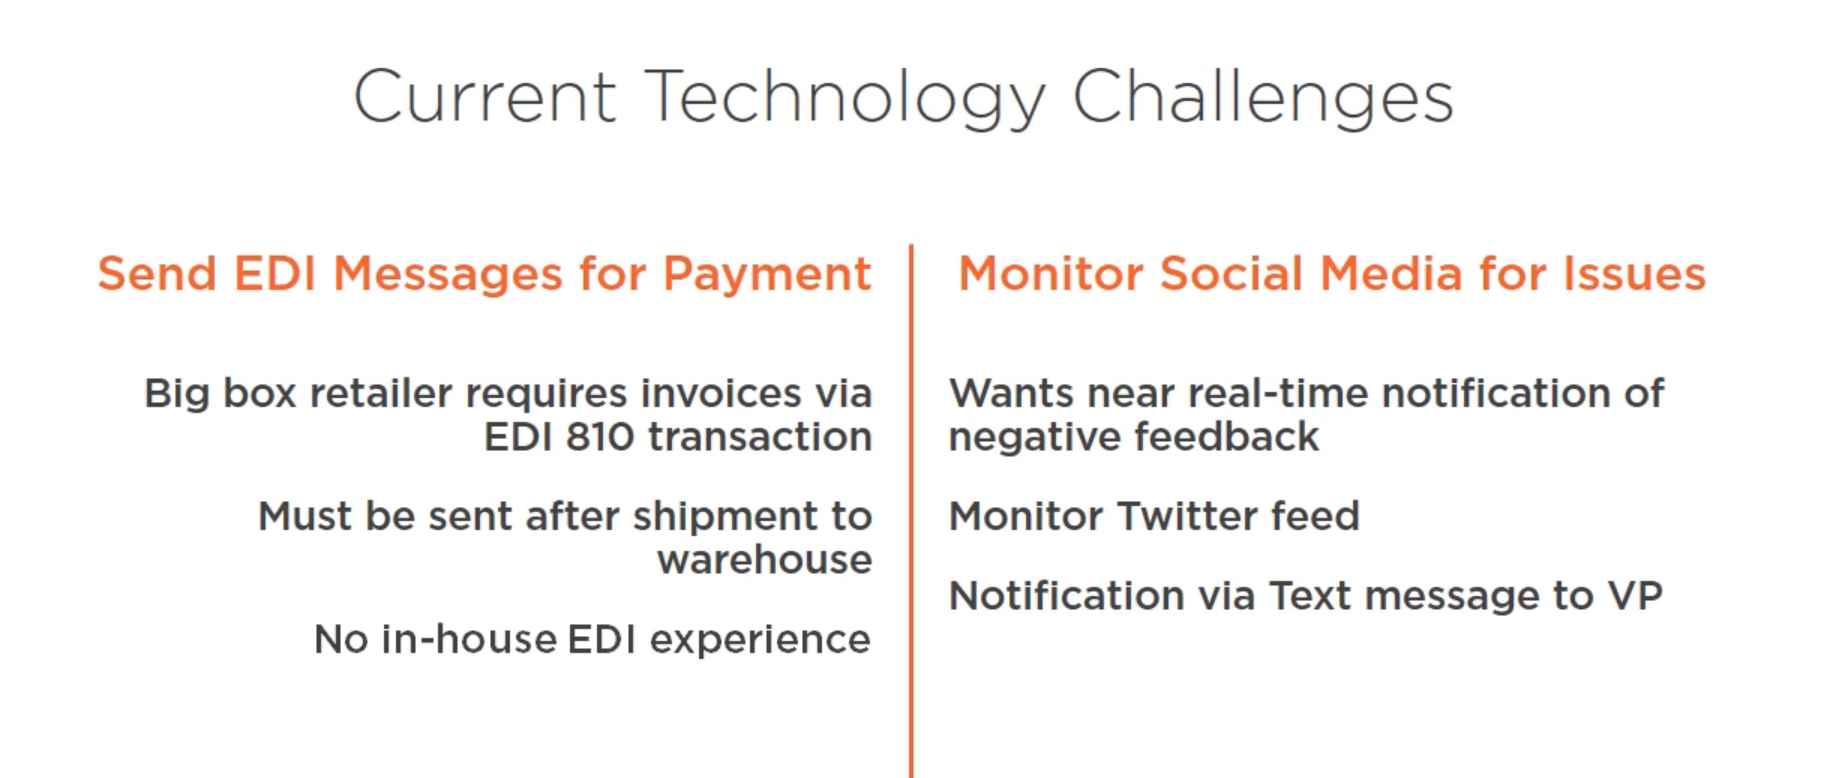 Current Technology Challenges
Send EDI Messages for Payment
Big box retailer requires invoices via
EDI 810 transaction
Must be sent after shipment to
warehouse
No in-house EDI experience
Monitor Social Media for Issues
Wants near real-time notification of
negative feedback
Monitor Twitter feed
Notification via Text message to VP